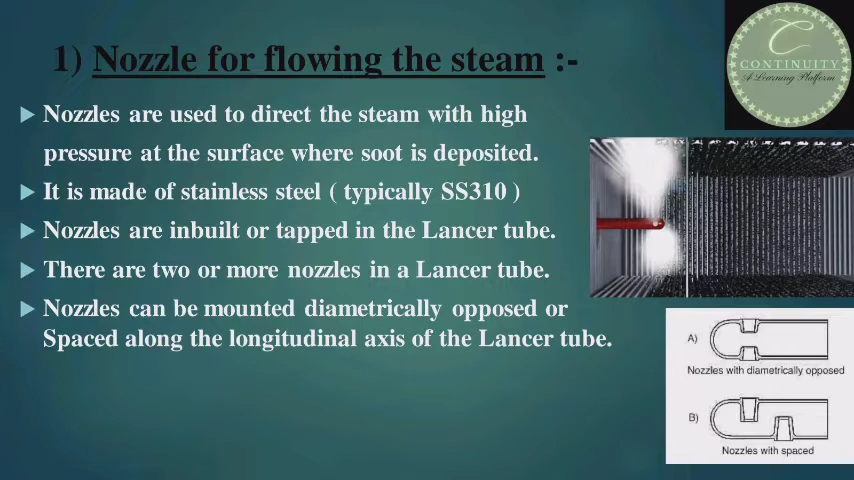 1) Nozzle for flowing the steam :-
CONTINUITY
A Learning Platform
Nozzles are used to direct the steam with high
pressure at the surface where soot is deposited.
It is made of stainless steel ( typically SS310 )
Nozzles are inbuilt or tapped in the Lancer tube.
There are two or more nozzles in a Lancer tube.
Nozzles can be mounted diametrically opposed or
Spaced along the longitudinal axis of the Lancer tube.
A)
Nozzles with diametrically opposed
B)
Nozzles with spaced